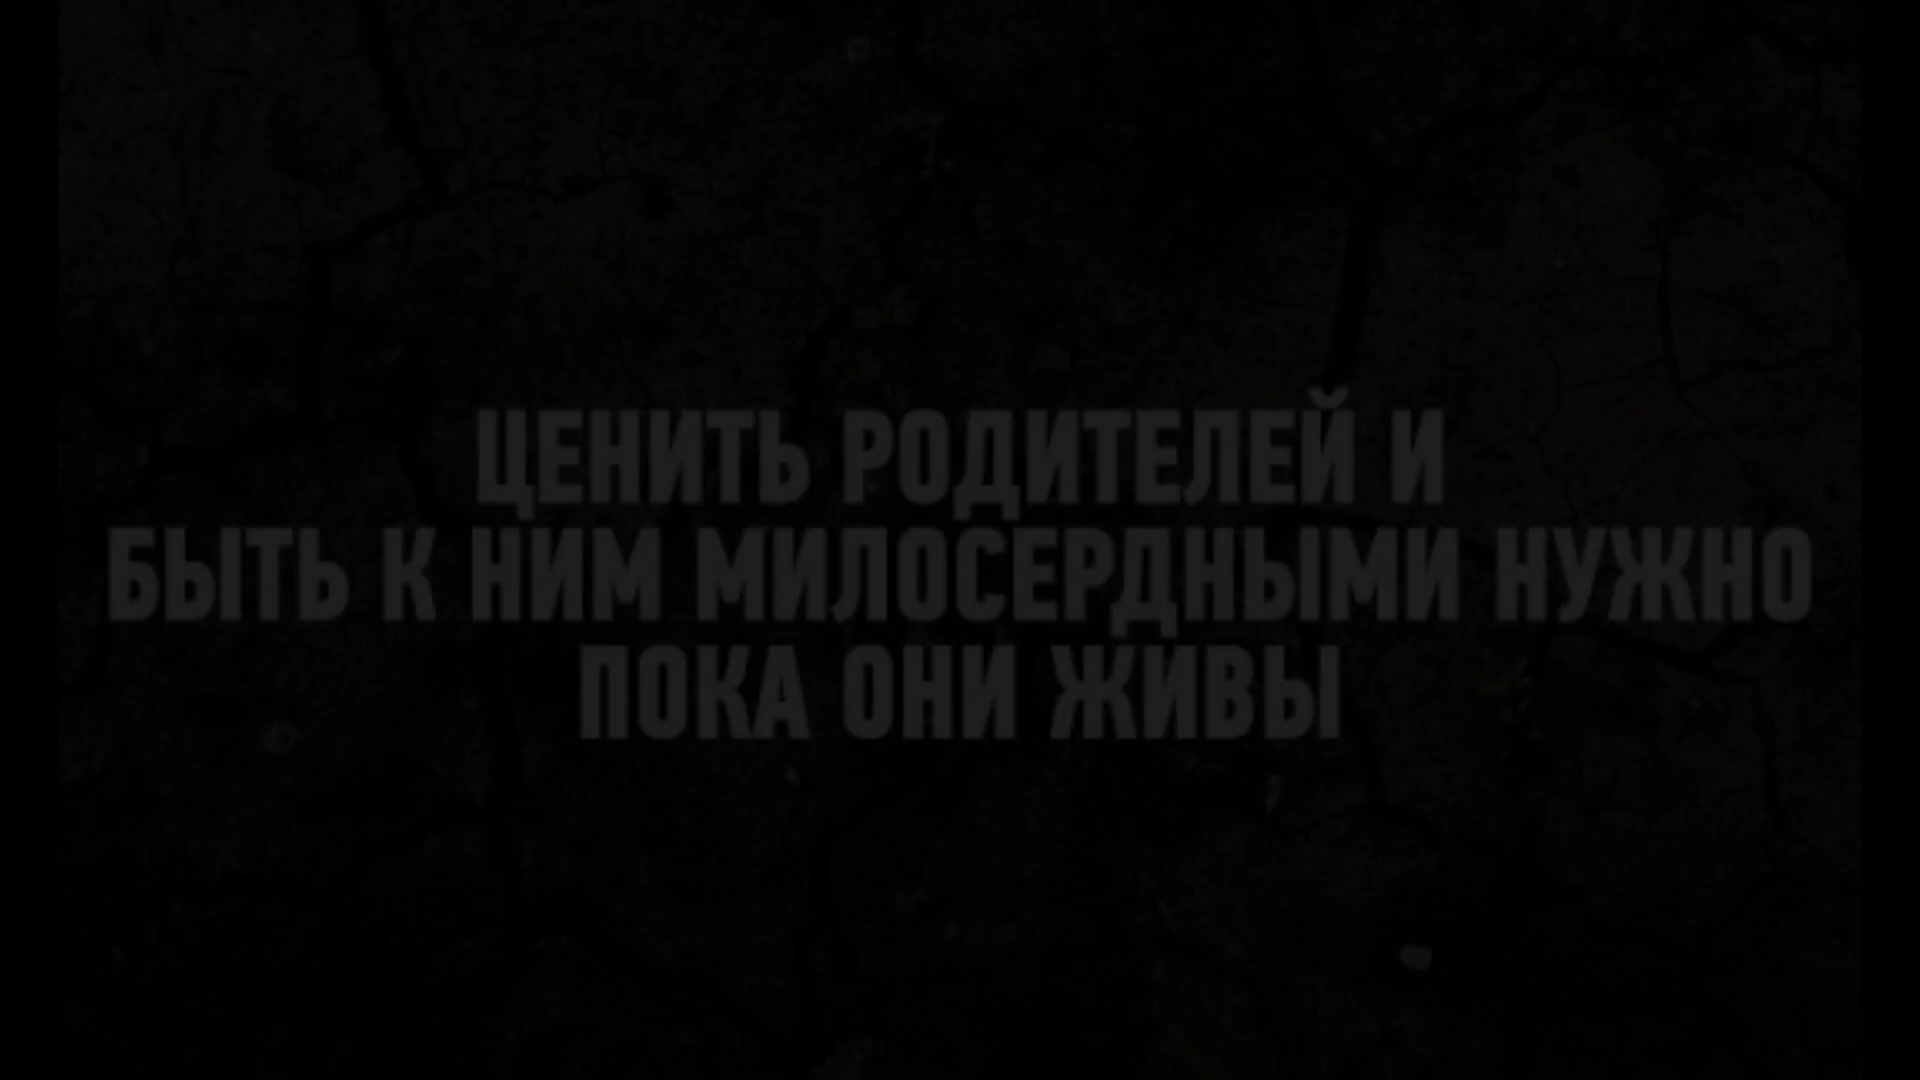 ЦЕНИТЬ РОДИТЕЛЕЙ И
БЫТЬ К НИМ МИЛОСЕРДНЫМИ НУЖНО
ПОКА ОНИ ЖИВЫ